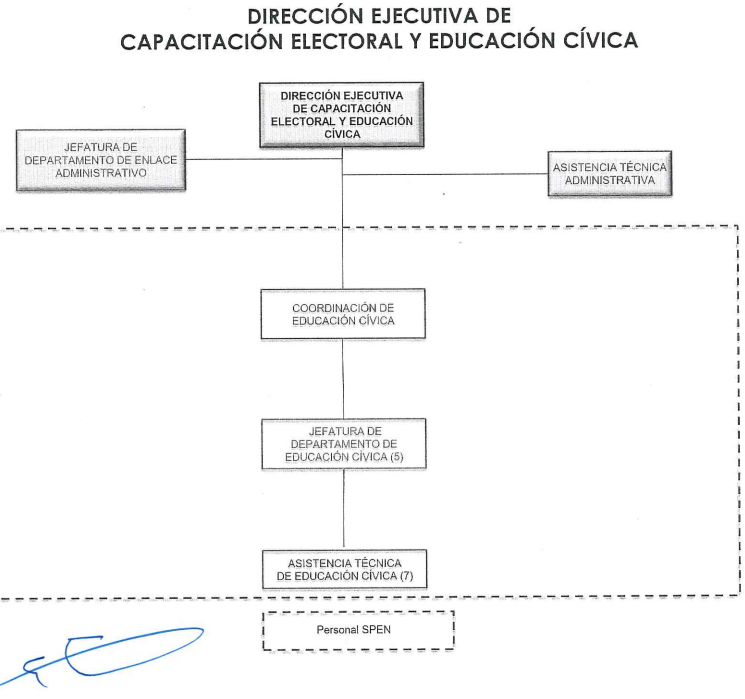 DIRECCIÓN EJECUTIVA DE
CAPACITACIÓN ELECTORAL Y EDUCACIÓN CÍVICA
DIRECCIÓN EJECUTIVA
DE CAPACITACIÓN
ELECTORAL Y EDUCACIÓN
CÍVICA
JEFATURA DE
DEPARTAMENTO DE ENLACE
ADMINISTRATIVO
ASISTENCIA TÉCNICA
ADMINISTRATIVA
COORDINACIÓN DE
EDUCACIÓN CÍVICA
JEFATURA DE
DEPARTAMENTO DE
EDUCACIÓN CÍVICA (5)
ASISTENCIA TÉCNICA
DE EDUCACIÓN CÍVICA (7)
Personal SPEN